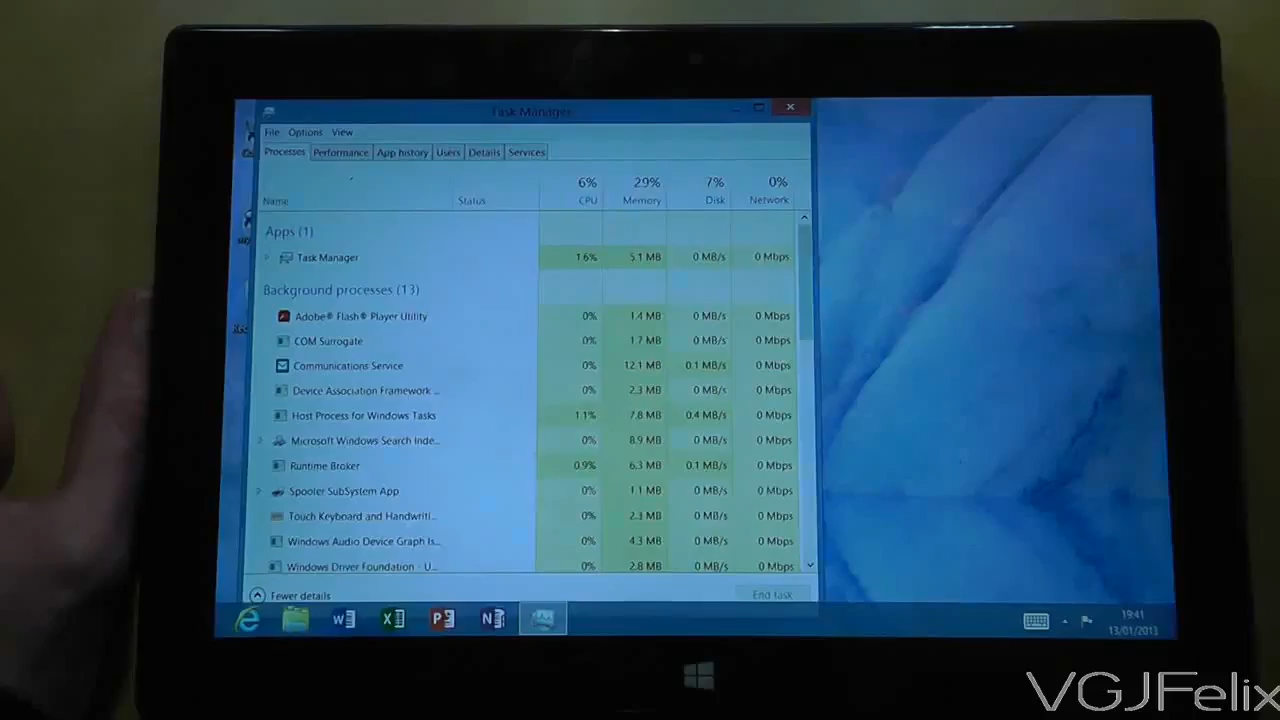 Task Manager
File Options View
Processes Performance App history Users Details Services
6% 29% 7% 0%
Name Status CPU Memory Disk Network
Apps (1)
Task Manager 1.6% 5.1 MB 0 MB/s 0 Mbps
Background processes (13)
Adobe® Flash® Player Utility 0% 1.4 MB 0 MB/s 0 Mbps
COM Surrogate 0% 1.7 MB 0 MB/s 0 Mbps
Communications Service 0% 12.1 MB 0.1 MB/s 0 Mbps
Device Association Framework ... 0% 2.3 MB 0 MB/s 0 Mbps
Host Process for Windows Tasks 1.1% 7.8 MB 0.4 MB/s 0 Mbps
Microsoft Windows Search Inde... 0% 8.9 MB 0 MB/s 0 Mbps
Runtime Broker 0.9% 6.3 MB 0.1 MB/s 0 Mbps
Spooler SubSystem App 0% 1.1 MB 0 MB/s 0 Mbps
Touch Keyboard and Handwriti... 0% 2.3 MB 0 MB/s 0 Mbps
Windows Audio Device Graph Is... 0% 4.3 MB 0 MB/s 0 Mbps
Windows Driver Foundation - U... 0% 2.8 MB 0 MB/s 0 Mbps
Fewer details End task
19:41
13/01/2013
VGJFelix